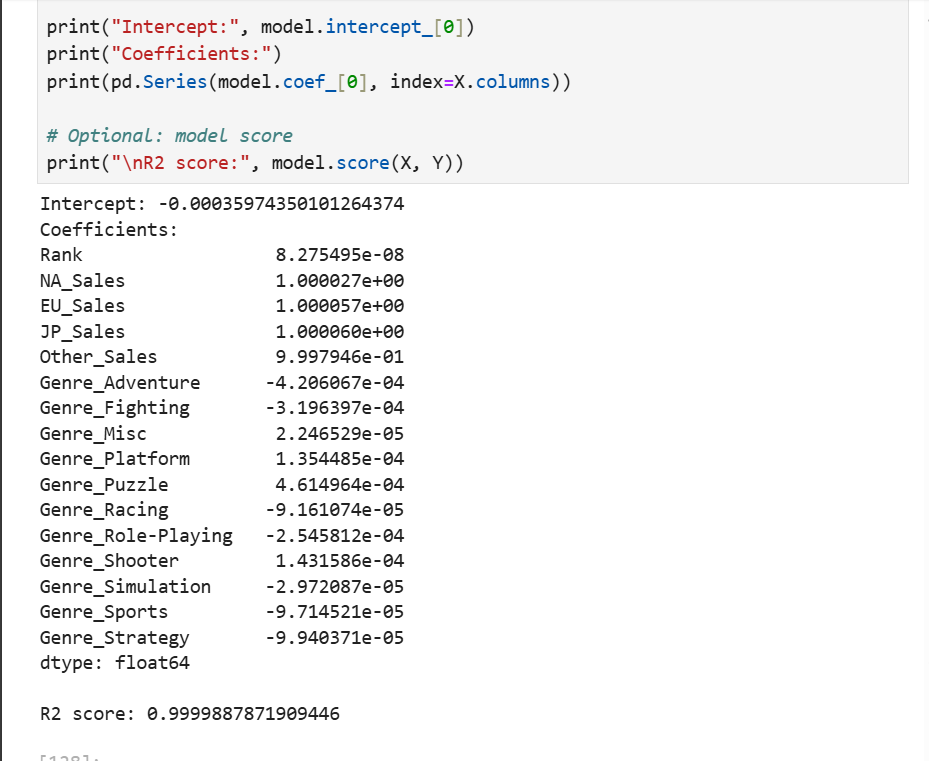 print("Intercept:", model.intercept_[0])
print("Coefficients:")
print(pd.Series(model.coef_[0], index=X.columns))
# Optional: model score
print("\nR2 score:", model.score(X, Y))
Intercept: -0.00035974350101264374
Coefficients:
Rank 8.275495e-08
NA_Sales 1.000027e+00
EU_Sales 1.000057e+00
JP_Sales 1.000060e+00
Other_Sales 9.997946e-01
Genre_Adventure -4.206067e-04
Genre_Fighting -3.196397e-04
Genre_Misc 2.246529e-05
Genre_Platform 1.354485e-04
Genre_Puzzle 4.614964e-04
Genre_Racing -9.161074e-05
Genre_Role-Playing -2.545812e-04
Genre_Shooter 1.431586e-04
Genre_Simulation -2.972087e-05
Genre_Sports -9.714521e-05
Genre_Strategy -9.940371e-05
dtype: float64
R2 score: 0.9999887871909446